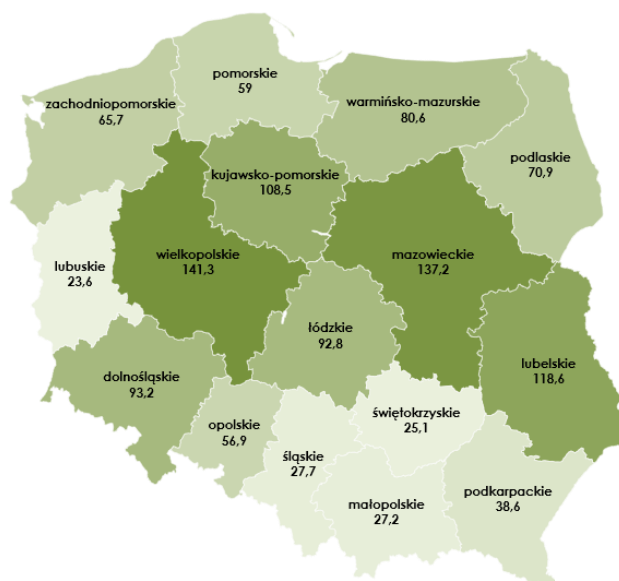 pomorskie
59
zachodniopomorskie
65,7
warmińsko-mazurskie
80,6
podlaskie
70,9
kujawsko-pomorskie
108,5
wielkopolskie
141,3
mazowieckie
137,2
lubuskie
23,6
łódzkie
92,8
lubelskie
118,6
dolnośląskie
93,2
opolskie
56,9
świętokrzyskie
25,1
śląskie
27,7
małopolskie
27,2
podkarpackie
38,6